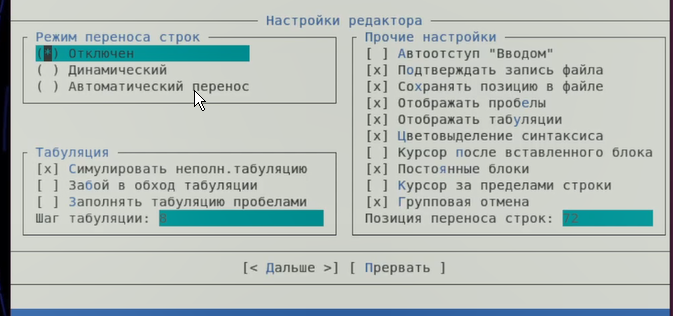 Настройки редактора
Режим переноса строк
(*) Отключен
( ) Динамический
( ) Автоматический перенос
Табуляция
[x] Симулировать неполн.табуляцию
[ ] Забой в обход табуляции
[ ] Заполнять табуляцию пробелами
Шаг табуляции: 8
Прочие настройки
[ ] Автоотступ "Вводом"
[x] Подтверждать запись файла
[x] Сохранять позицию в файле
[x] Отображать пробелы
[x] Отображать табуляции
[x] Цветовыделение синтаксиса
[ ] Курсор после вставленного блока
[x] Постоянные блоки
[ ] Курсор за пределами строки
[x] Групповая отмена
Позиция переноса строк: 72
[< Дальше >] [ Прервать ]